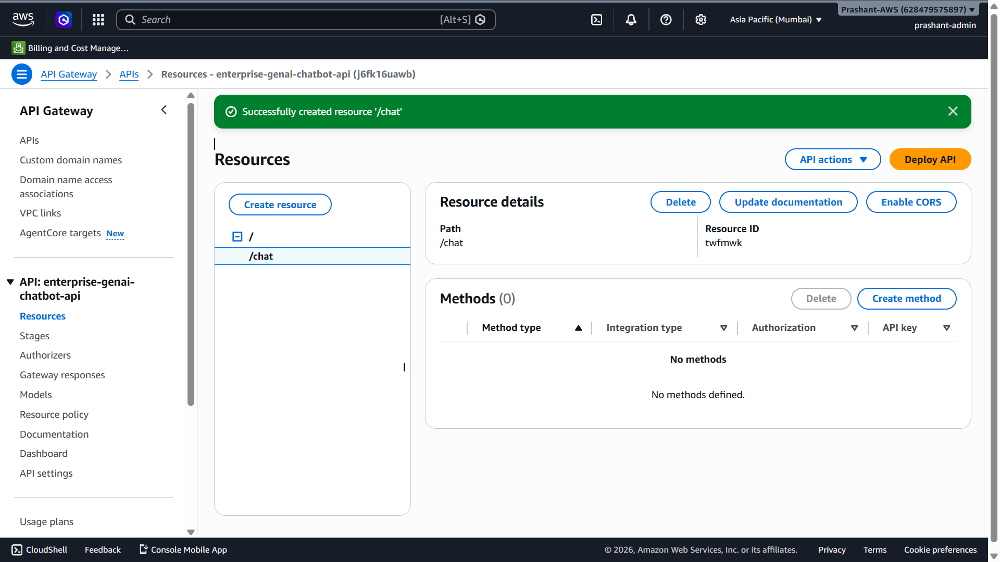 aws
Search
[Alt+S]
Asia Pacific (Mumbai)
Prashant-AWS (628479575897)
prashant-admin
Billing and Cost Manage...
API Gateway
APIs
Resources - enterprise-genai-chatbot-api (j6fk16uawb)
API Gateway
APIs
Custom domain names
Domain name access
associations
VPC links
AgentCore targets New
API: enterprise-genai-
chatbot-api
Resources
Stages
Authorizers
Gateway responses
Models
Resource policy
Documentation
Dashboard
API settings
Usage plans
Successfully created resource '/chat'
Resources
API actions
Deploy API
Create resource
/
/chat
Resource details
Delete
Update documentation
Enable CORS
Path
/chat
Resource ID
twfmwk
Methods (0)
Delete
Create method
Method type
Integration type
Authorization
API key
No methods
No methods defined.
CloudShell
Feedback
Console Mobile App
© 2026, Amazon Web Services, Inc. or its affiliates.
Privacy
Terms
Cookie preferences